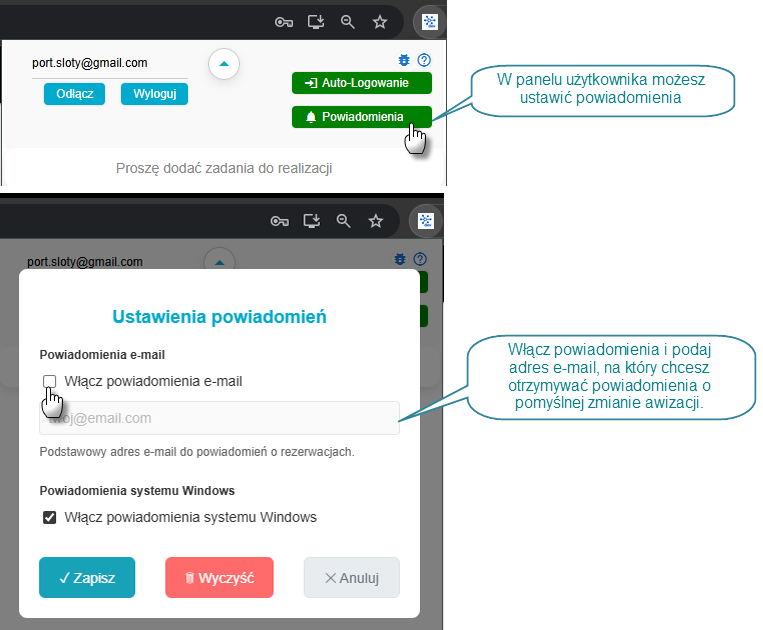 port.sloty@gmail.com
Odłącz
Wyloguj
Auto-Logowanie
Powiadomienia
W panelu użytkownika możesz
ustawić powiadomienia
Proszę dodać zadania do realizacji
port.sloty@gmail.com
Ustawienia powiadomień
Powiadomienia e-mail
Włącz powiadomienia e-mail
twoj@email.com
Podstawowy adres e-mail do powiadomień o rezerwacjach.
Włącz powiadomienia i podaj
adres e-mail, na który chcesz
otrzymywać powiadomienia o
pomyślnej zmianie awizacji.
Powiadomienia systemu Windows
Włącz powiadomienia systemu Windows
Zapisz
Wyczyść
Anuluj